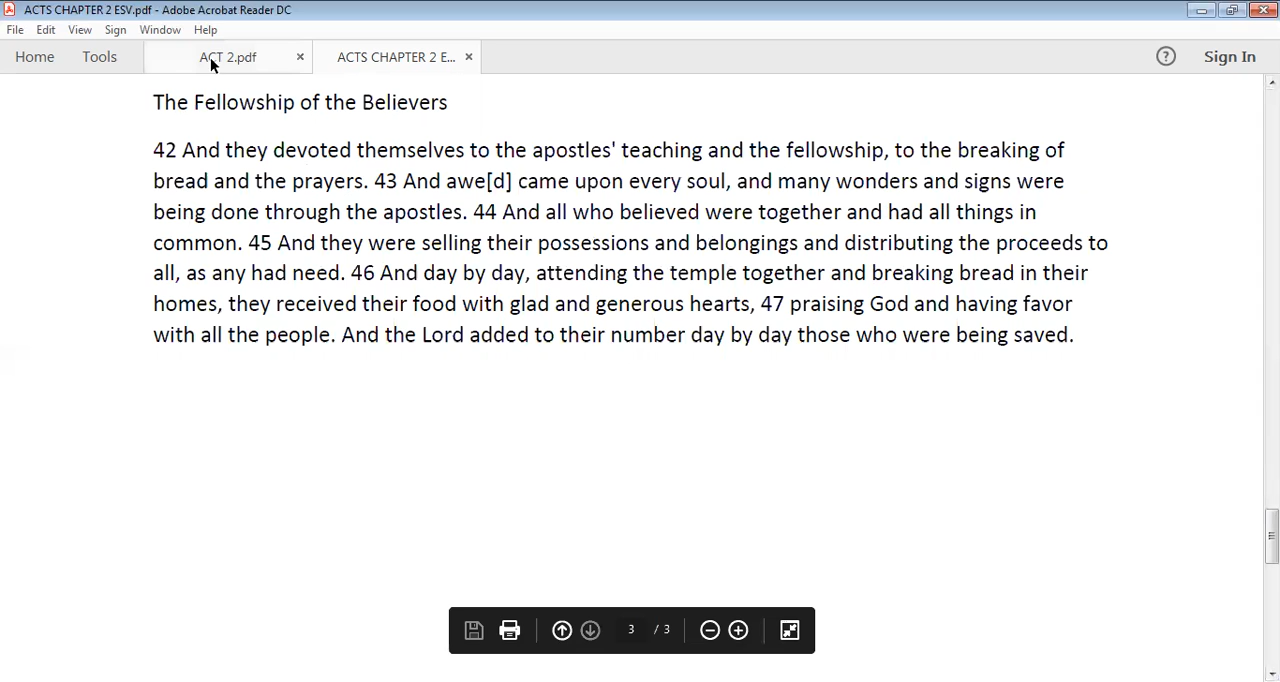 ACTS CHAPTER 2 ESV.pdf - Adobe Acrobat Reader DC
File Edit View Sign Window Help
Home Tools ACT 2.pdf × ACTS CHAPTER 2 E... × ? Sign In
The Fellowship of the Believers
42 And they devoted themselves to the apostles' teaching and the fellowship, to the breaking of
bread and the prayers. 43 And awe[d] came upon every soul, and many wonders and signs were
being done through the apostles. 44 And all who believed were together and had all things in
common. 45 And they were selling their possessions and belongings and distributing the proceeds to
all, as any had need. 46 And day by day, attending the temple together and breaking bread in their
homes, they received their food with glad and generous hearts, 47 praising God and having favor
with all the people. And the Lord added to their number day by day those who were being saved.
3 / 3